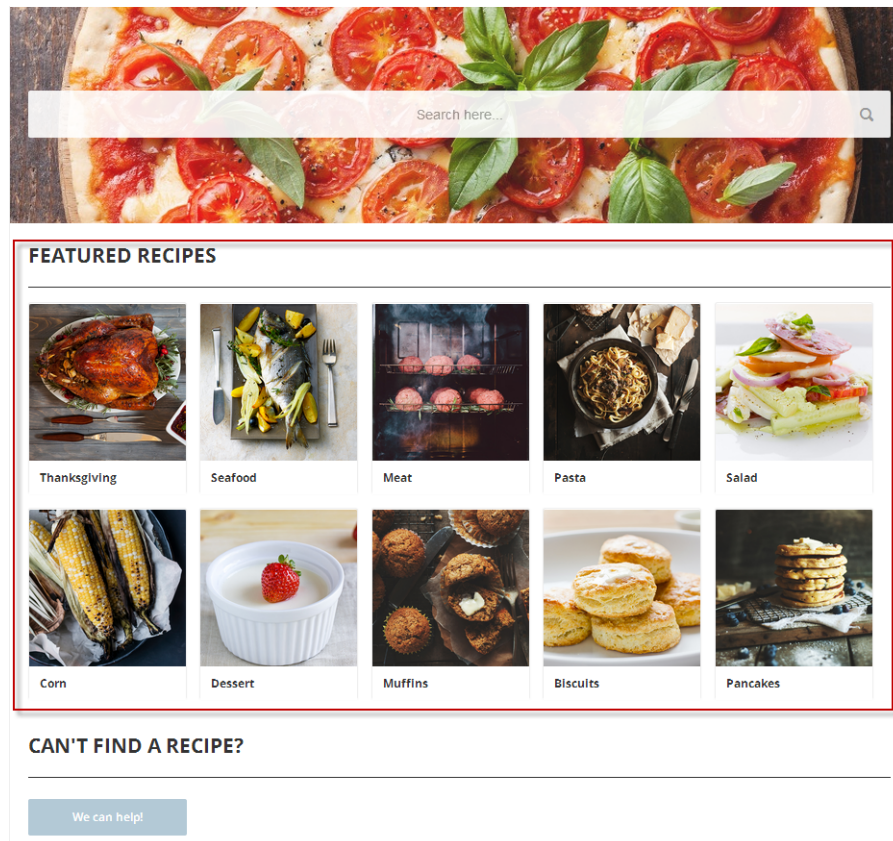 Search here...
FEATURED RECIPES
Thanksgiving
Seafood
Meat
Pasta
Salad
Corn
Dessert
Muffins
Biscuits
Pancakes
CAN'T FIND A RECIPE?
We can help!